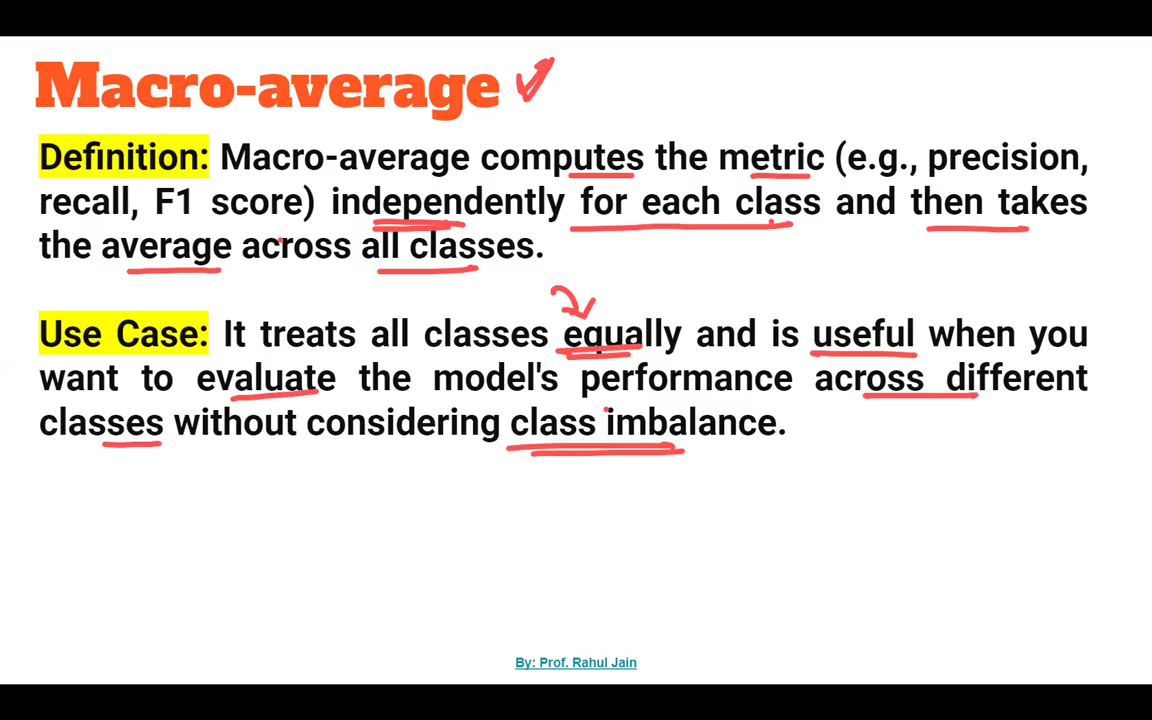 Macro-average
Definition: Macro-average computes the metric (e.g., precision,
recall, F1 score) independently for each class and then takes
the average across all classes.
Use Case: It treats all classes equally and is useful when you
want to evaluate the model's performance across different
classes without considering class imbalance.
By: Prof. Rahul Jain